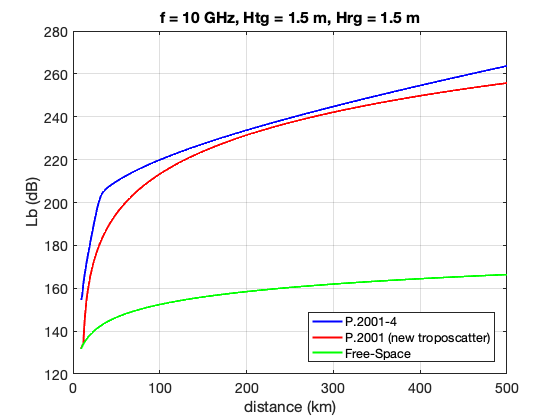 f = 10 GHz, Htg = 1.5 m, Hrg = 1.5 m
280
260
240
220
200
180
160
140
120
Lb (dB)
0 100 200 300 400 500
distance (km)
P.2001-4
P.2001 (new troposcatter)
Free-Space